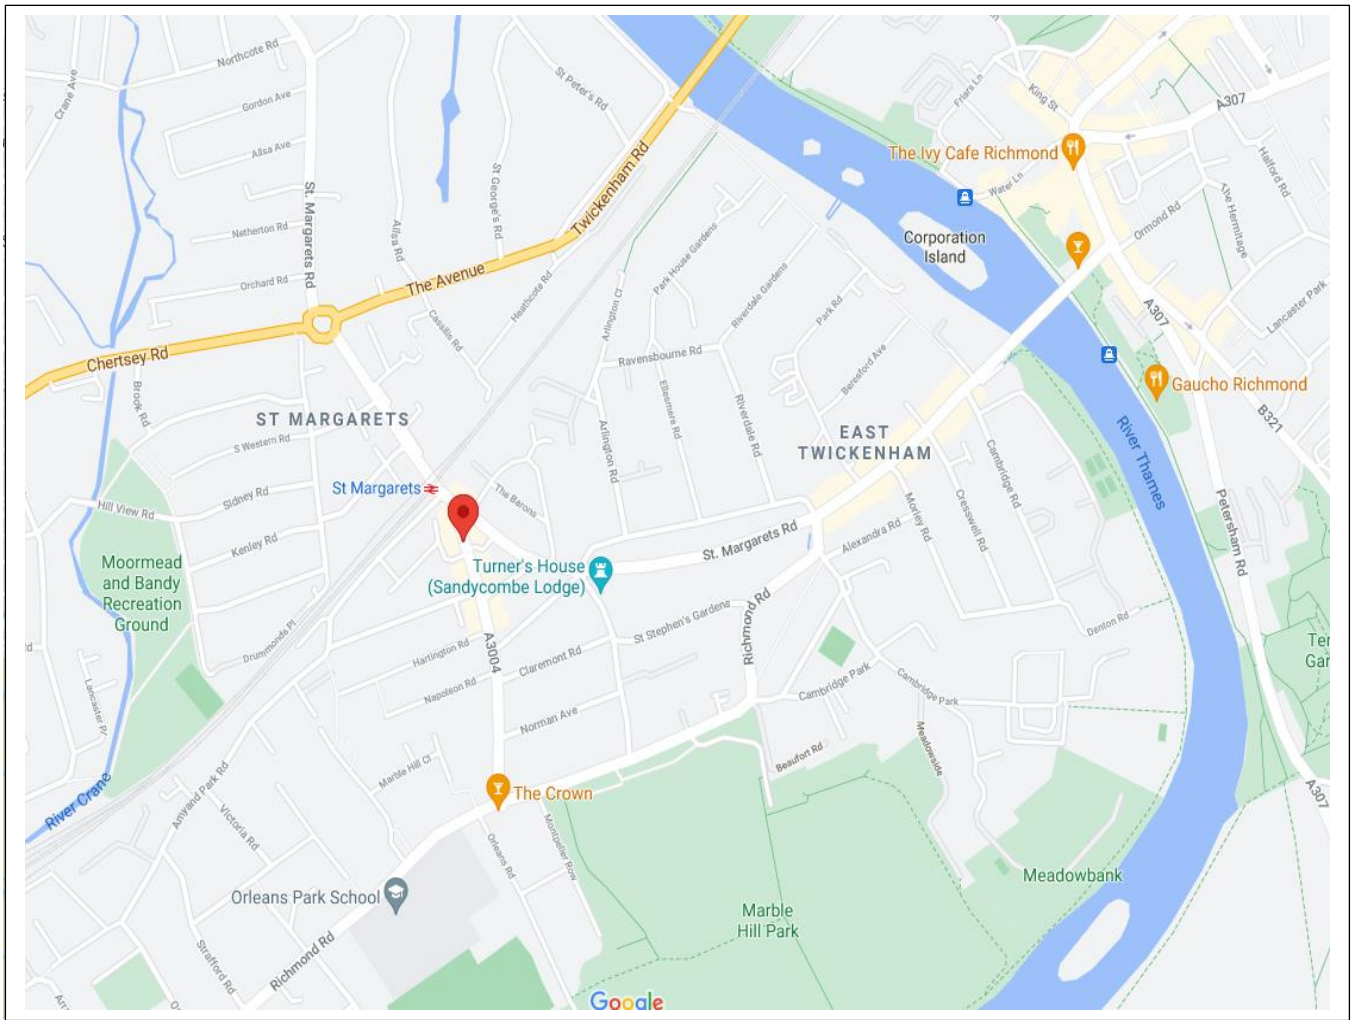 Northcote Rd
Crane Ave
Gordon Ave
Ailsa Ave
St. Margarets Rd
Netherton Rd
Orchard Rd
Ailsa Rd
St George's Rd
St Peter's Rd
Twickenham Rd
The Avenue
Chertsey Rd
Brook Rd
Cassilis Rd
Heathcote Rd
Arlington Cl
Park House Gardens
Riverdale Gardens
Park Rd
Ravensbourne Rd
Ellesmere Rd
Riverdale Rd
Beresford Ave
Arlington Rd
Friars Ln
King St
A307
The Ivy Cafe Richmond
Water Ln
Halford Rd
The Hermitage
Ormond Rd
Corporation
Island
A307
Lancaster Park
Gaucho Richmond
B321
River Thames
Petersham Rd
ST MARGARETS
EAST
TWICKENHAM
S Western Rd
Sidney Rd
Hill View Rd
Kenley Rd
St Margarets
The Barons
Turner's House
(Sandycombe Lodge)
St. Margarets Rd
Alexandra Rd
Morley Rd
Cresswell Rd
Cambridge Rd
Denton Rd
Moormead
and Bandy
Recreation
Ground
Drummonds Pl
Hartington Rd
A3004
Napoleon Rd
Claremont Rd
St Stephen's Gardens
Richmond Rd
Norman Ave
Cambridge Park
Cambridge Park
Meadowside
Beaufort Rd
Lancaster Pl
rd
Ter
Gar
A307
River Crane
Amyand Park Rd
Victoria Rd
Marble Hill Cl
The Crown
Orleans Rd
Montpelier Row
Orleans Park School
Richmond Rd
Strafford Rd
Marble
Hill Park
Meadowbank
Google